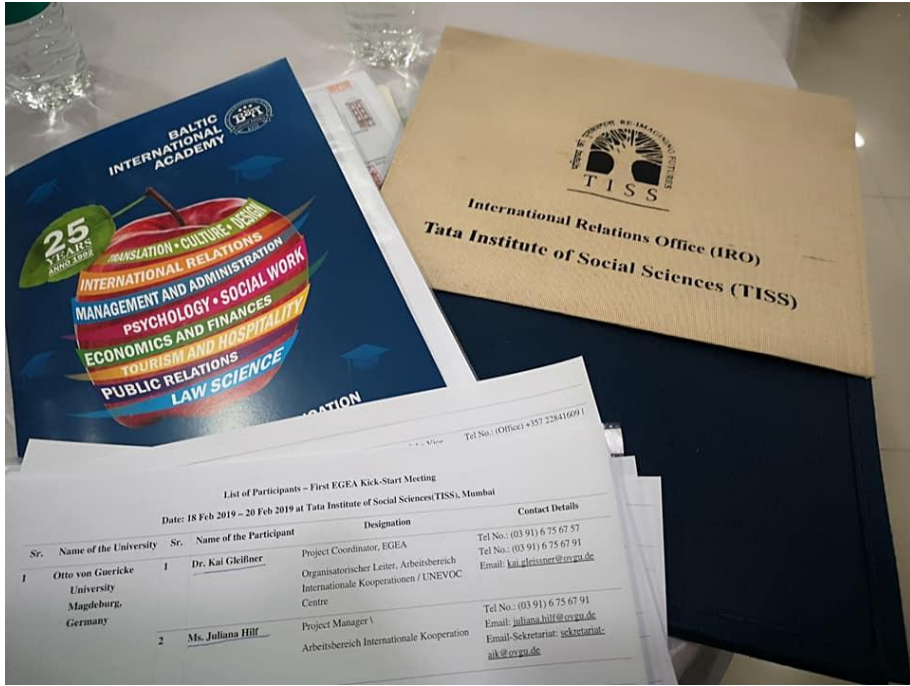 BALTIC
INTERNATIONAL
ACADEMY
BAA
25
YEARS
ANNO 1992
TRANSLATION • CULTURE • DESIGN
INTERNATIONAL RELATIONS
MANAGEMENT AND ADMINISTRATION
PSYCHOLOGY • SOCIAL WORK
ECONOMICS AND FINANCES
TOURISM AND HOSPITALITY
PUBLIC RELATIONS
LAW SCIENCE
RE-IMAGINING FUTURES
TISS
International Relations Office (IRO)
Tata Institute of Social Sciences (TISS)
Tel No.: (Office) +357 22841609 \
List of Participants – First EGEA Kick-Start Meeting
Date: 18 Feb 2019 – 20 Feb 2019 at Tata Institute of Social Sciences(TISS), Mumbai
Sr. Name of the University Sr. Name of the Participant Designation Contact Details
1 Otto von Guericke University Magdeburg, Germany
1 Dr. Kai Gleißner
Project Coordinator, EGEA
Organisatorischer Leiter, Arbeitsbereich
Internationale Kooperationen / UNEVOC
Centre
Tel No.: (03 91) 6 75 67 57
Tel No.: (03 91) 6 75 67 91
Email: kai.gleissner@ovgu.de
2 Ms. Juliana Hilf
Project Manager \
Arbeitsbereich Internationale Kooperation
Tel No.: (03 91) 6 75 67 91
Email: juliana.hilf@ovgu.de
Email-Sekretariat: sekretariat-
aik@ovgu.de